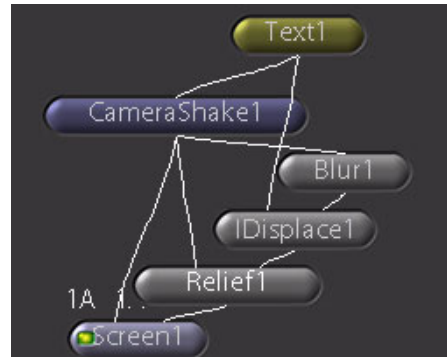 Text1
CameraShake1
Blur1
IDisplace1
Relief1
1A
Screen1